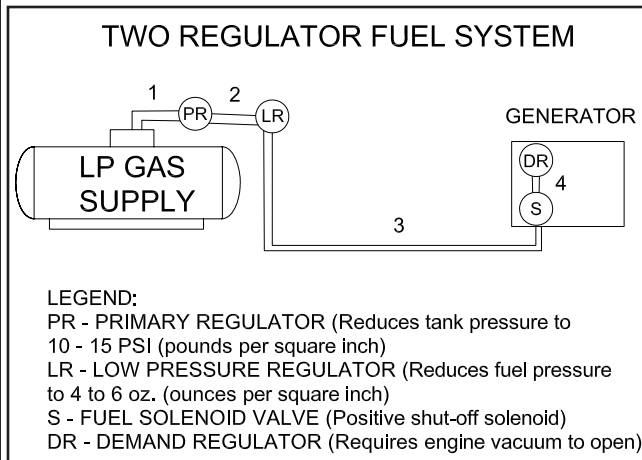 TWO REGULATOR FUEL SYSTEM
1
2
PR
LR
GENERATOR
LP GAS
SUPPLY
DR
4
S
3
LEGEND:
PR - PRIMARY REGULATOR (Reduces tank pressure to
10 - 15 PSI (pounds per square inch)
LR - LOW PRESSURE REGULATOR (Reduces fuel pressure
to 4 to 6 oz. (ounces per square inch)
S - FUEL SOLENOID VALVE (Positive shut-off solenoid)
DR - DEMAND REGULATOR (Requires engine vacuum to open)